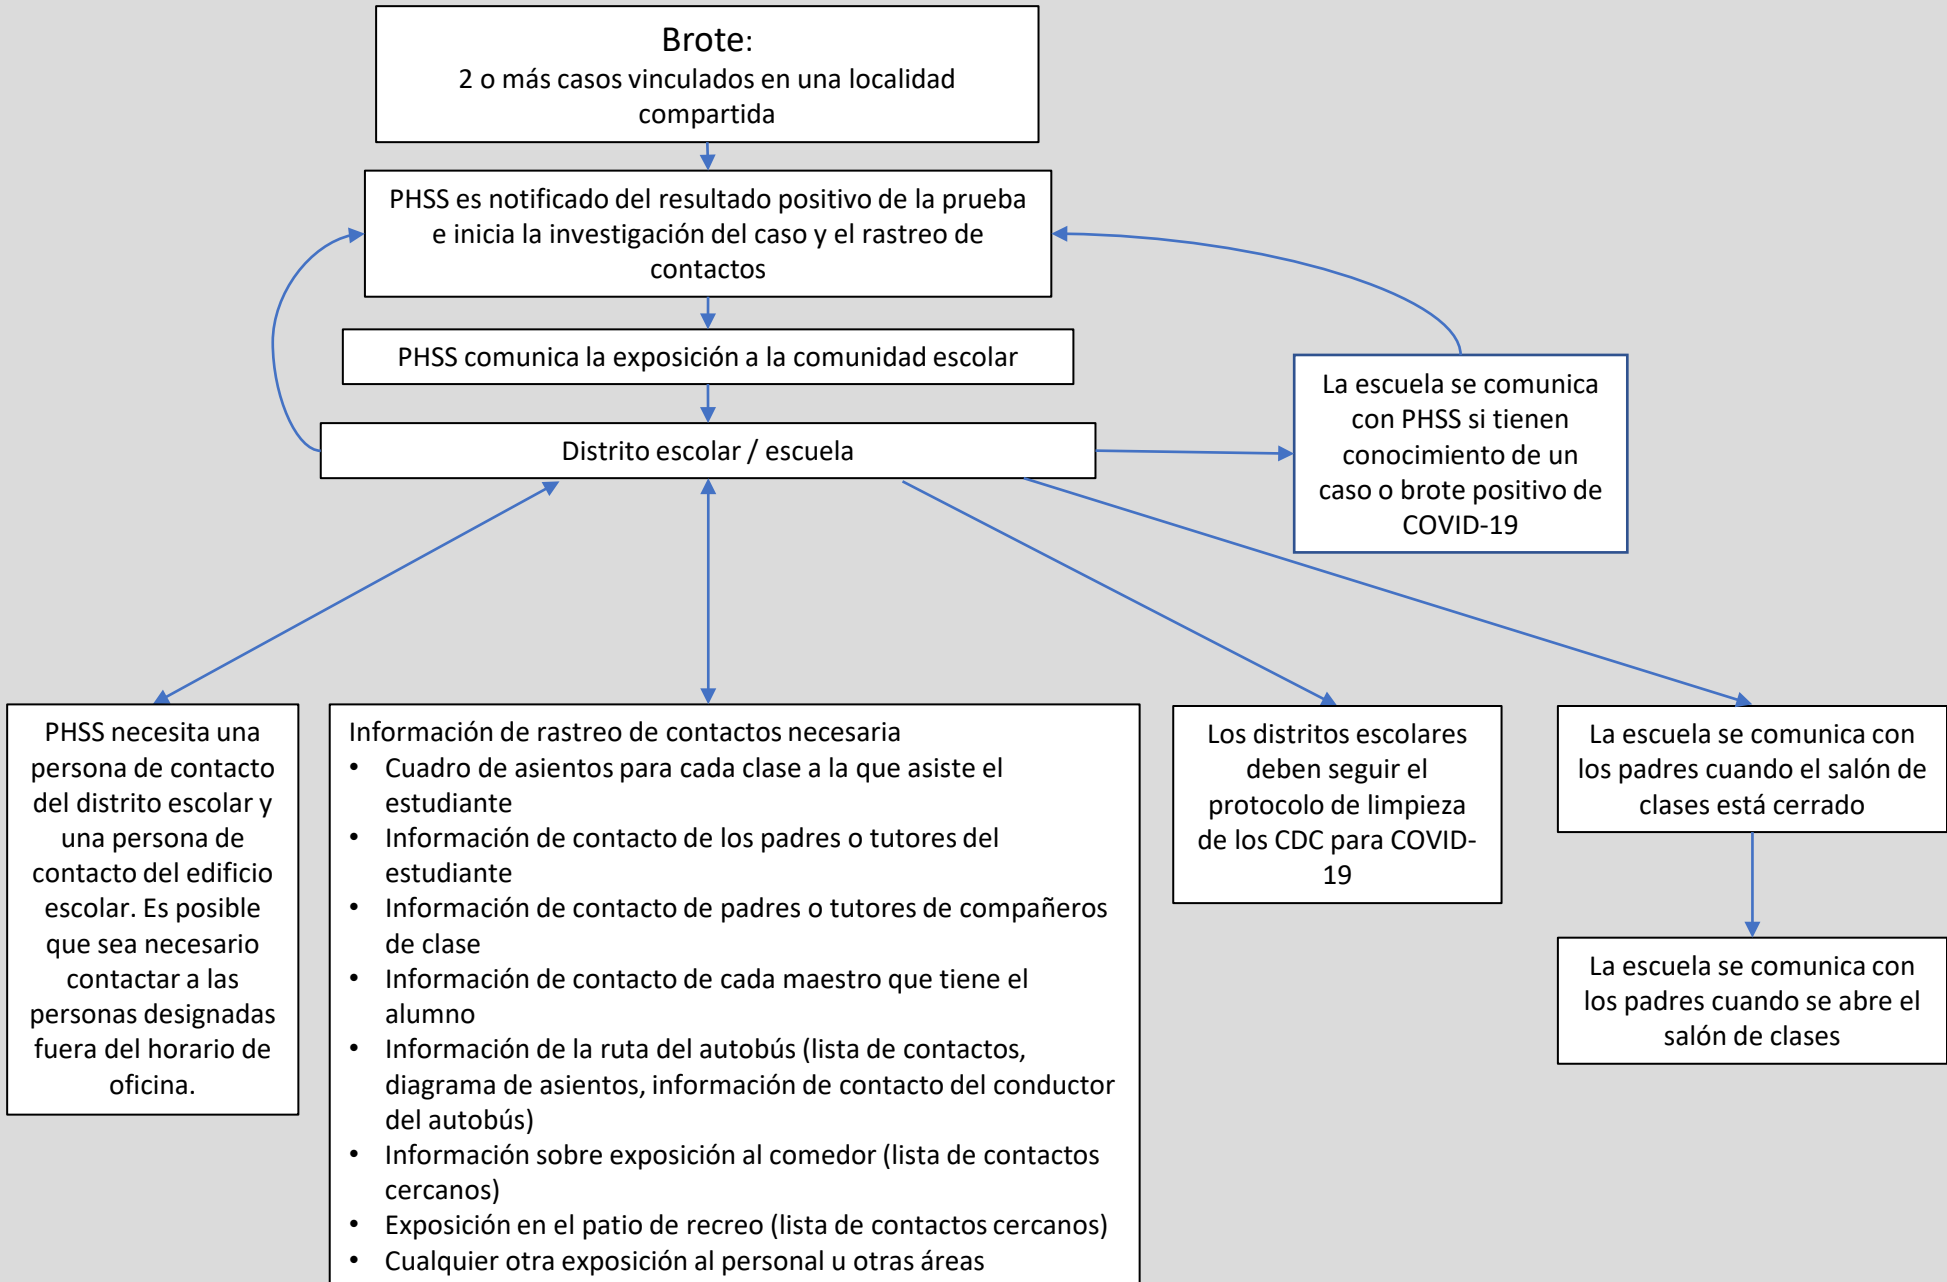 Brote:
2 o más casos vinculados en una localidad
compartida
PHSS es notificado del resultado positivo de la prueba
e inicia la investigación del caso y el rastreo de
contactos
PHSS comunica la exposición a la comunidad escolar
Distrito escolar / escuela
La escuela se comunica
con PHSS si tienen
conocimiento de un
caso o brote positivo de
COVID-19
PHSS necesita una
persona de contacto
del distrito escolar y
una persona de
contacto del edificio
escolar. Es posible
que sea necesario
contactar a las
personas designadas
fuera del horario de
oficina.
Información de rastreo de contactos necesaria
• Cuadro de asientos para cada clase a la que asiste el
estudiante
• Información de contacto de los padres o tutores del
estudiante
• Información de contacto de padres o tutores de compañeros
de clase
• Información de contacto de cada maestro que tiene el
alumno
• Información de la ruta del autobús (lista de contactos,
diagrama de asientos, información de contacto del conductor
del autobús)
• Información sobre exposición al comedor (lista de contactos
cercanos)
• Exposición en el patio de recreo (lista de contactos cercanos)
• Cualquier otra exposición al personal u otras áreas
Los distritos escolares
deben seguir el
protocolo de limpieza
de los CDC para COVID-
19
La escuela se comunica con
los padres cuando el salón de
clases está cerrado
La escuela se comunica con
los padres cuando se abre el
salón de clases